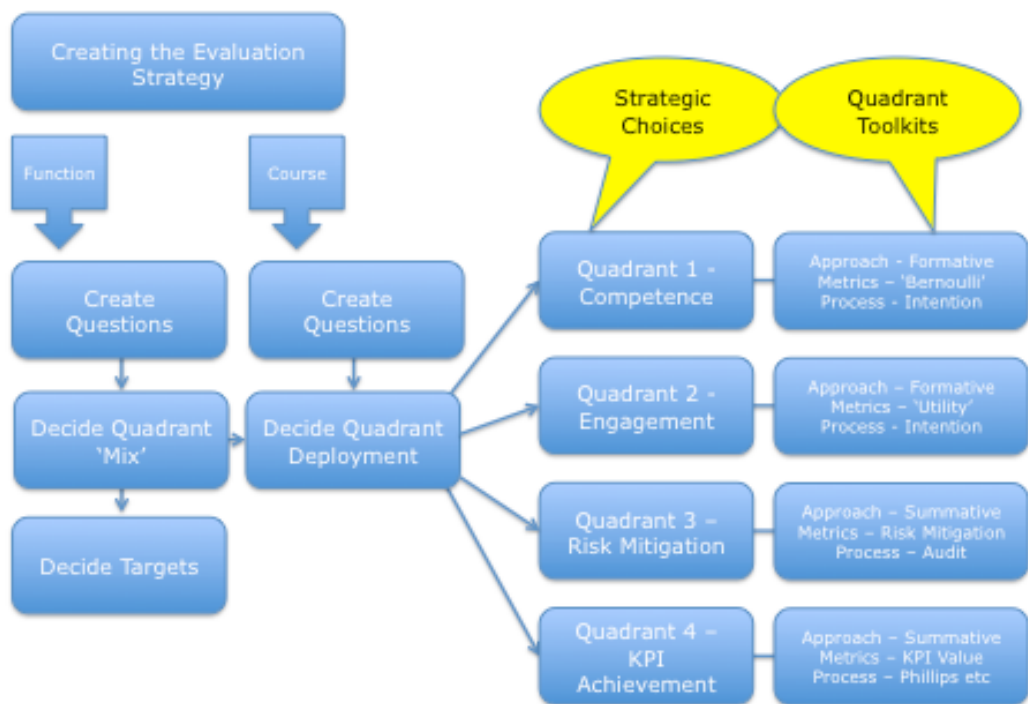 Creating the Evaluation
Strategy
Function
Course
Strategic
Choices
Quadrant
Toolkits
Create
Questions
Create
Questions
Decide Quadrant
‘Mix’
Decide Quadrant
Deployment
Decide Targets
Quadrant 1 -
Competence
Approach - Formative
Metrics – ‘Bernoulli’
Process - Intention
Quadrant 2 -
Engagement
Approach – Formative
Metrics – ‘Utility’
Process - Intention
Quadrant 3 –
Risk Mitigation
Approach – Summative
Metrics – Risk Mitigation
Process – Audit
Quadrant 4 –
KPI
Achievement
Approach – Summative
Metrics – KPI Value
Process – Phillips etc